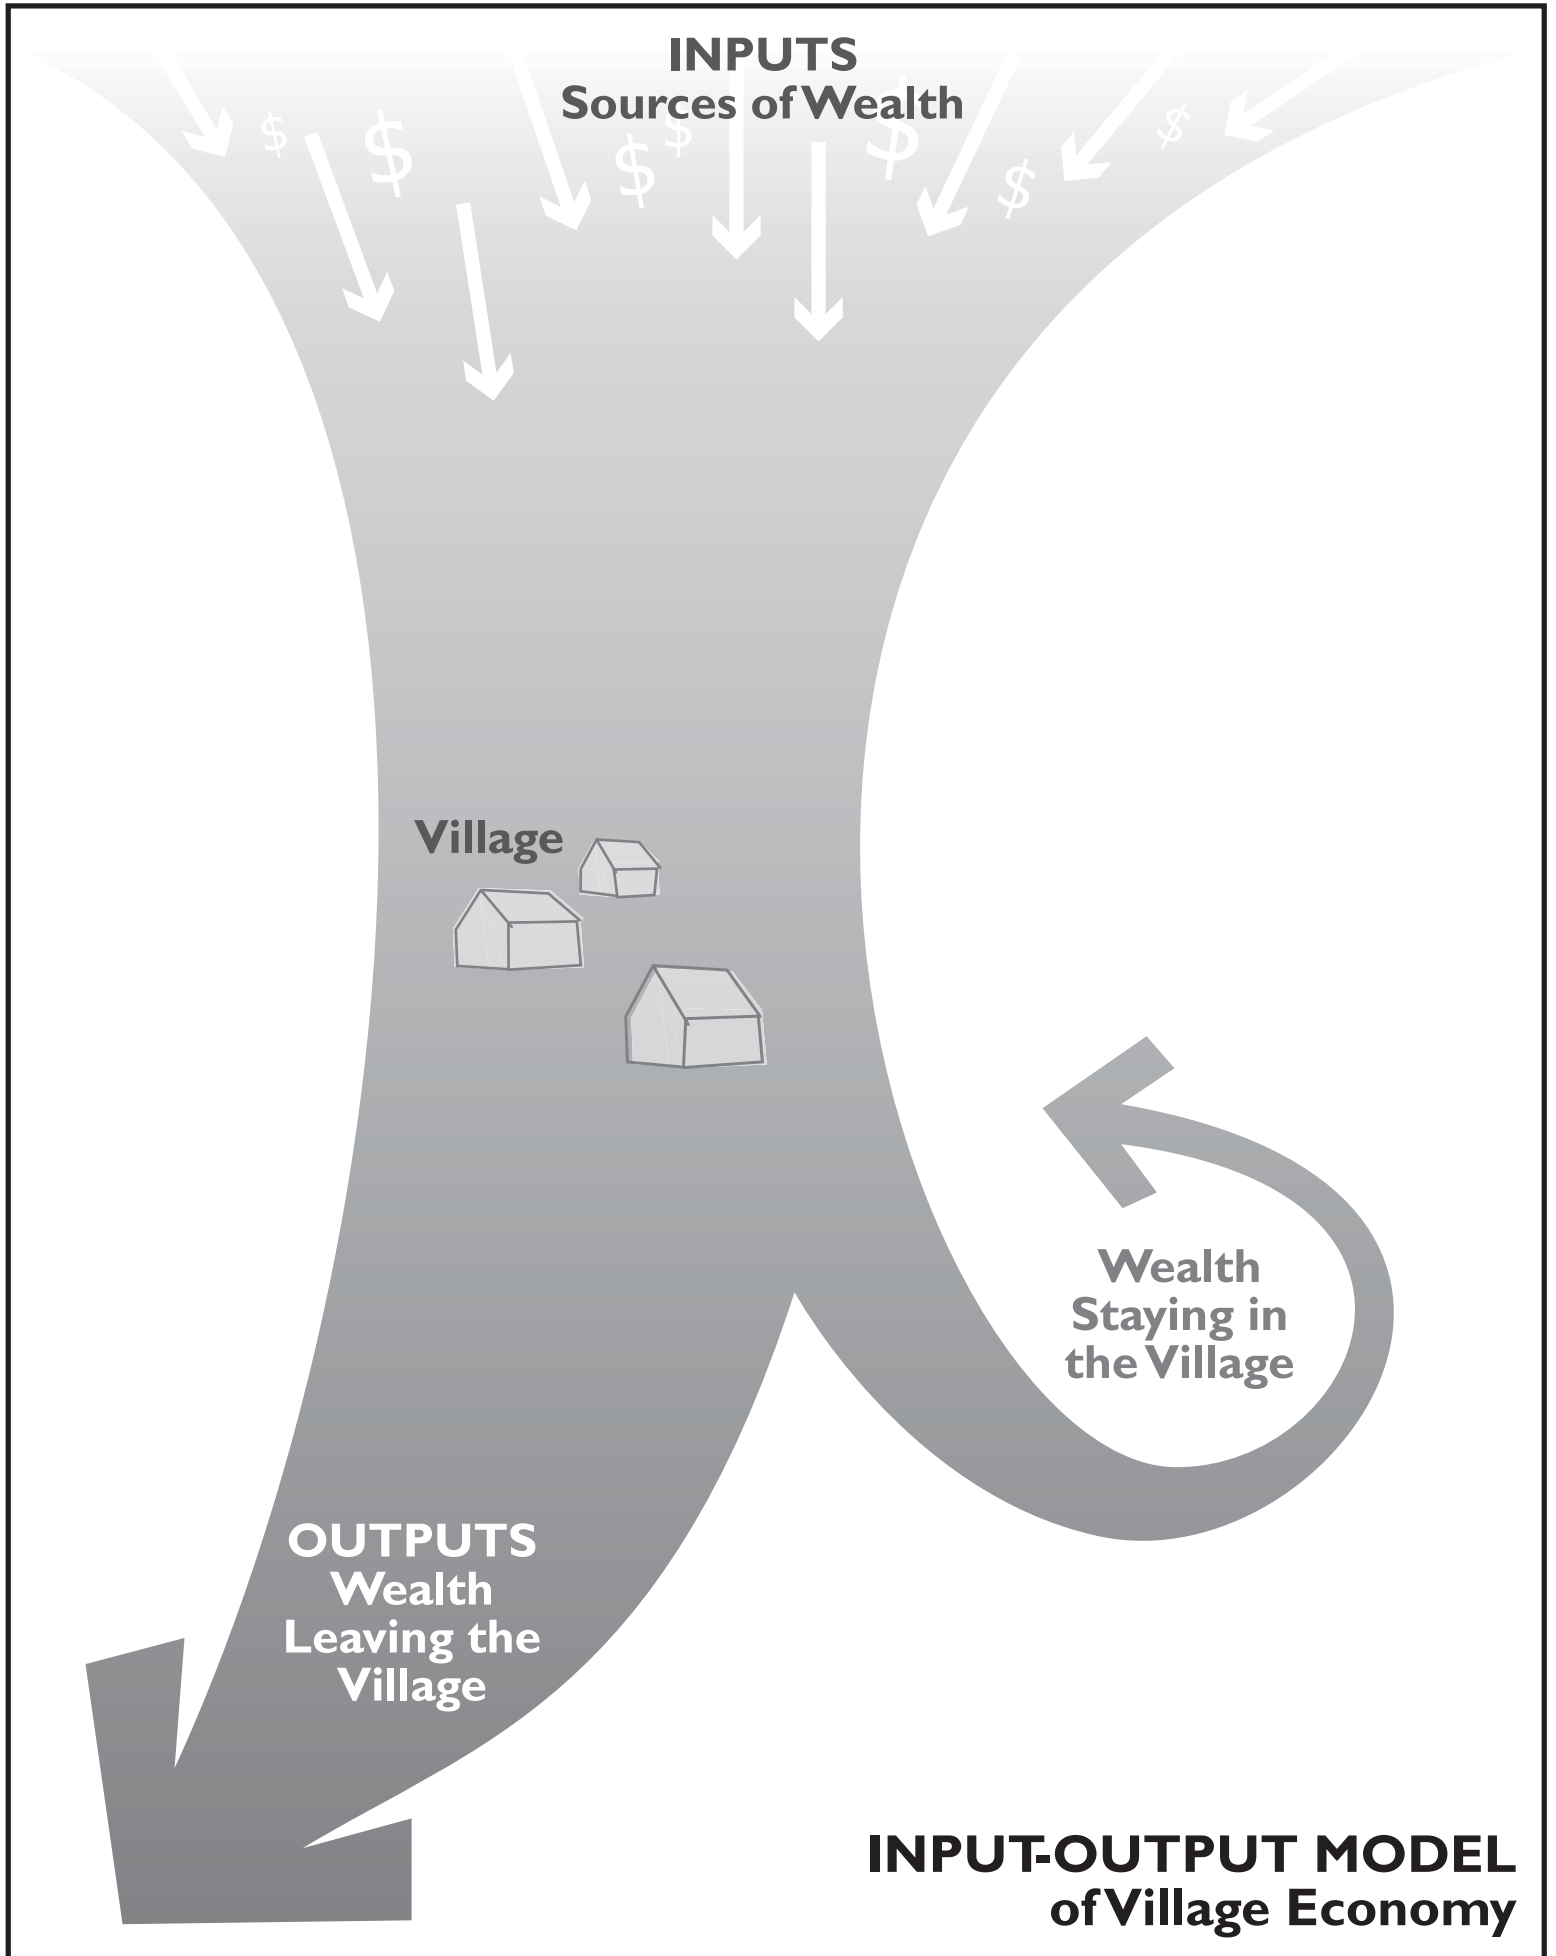 INPUTS
Sources of Wealth
$ $ $ $ $ $ $
Village
Wealth
Staying in
the Village
OUTPUTS
Wealth
Leaving the
Village
INPUT-OUTPUT MODEL
of Village Economy